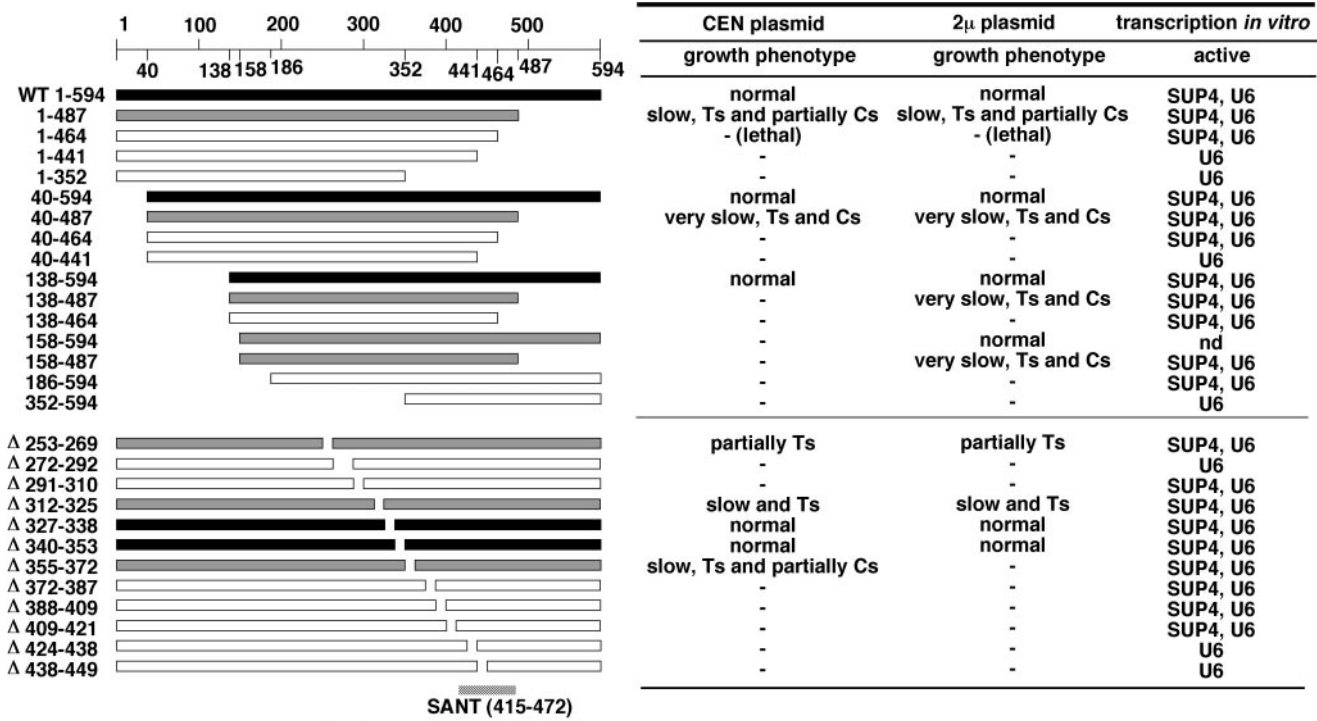 1 100 200 300 400 500
40 138 158 186 352 441 464 487 594
CEN plasmid 2μ plasmid transcription in vitro
growth phenotype growth phenotype active
WT 1-594 normal normal SUP4, U6
1-487 slow, Ts and partially Cs slow, Ts and partially Cs SUP4, U6
1-464 - (lethal) - (lethal) SUP4, U6
1-441 - - U6
1-352 - - U6
40-594 normal normal SUP4, U6
40-487 very slow, Ts and Cs very slow, Ts and Cs SUP4, U6
40-464 - - SUP4, U6
40-441 - - U6
138-594 normal normal SUP4, U6
138-487 - very slow, Ts and Cs SUP4, U6
138-464 - - SUP4, U6
158-594 - normal nd
158-487 - very slow, Ts and Cs SUP4, U6
186-594 - - SUP4, U6
352-594 - - U6
Δ 253-269 partially Ts partially Ts SUP4, U6
Δ 272-292 - - U6
Δ 291-310 - - SUP4, U6
Δ 312-325 slow and Ts slow and Ts SUP4, U6
Δ 327-338 normal normal SUP4, U6
Δ 340-353 normal normal SUP4, U6
Δ 355-372 slow, Ts and partially Cs - SUP4, U6
Δ 372-387 - - SUP4, U6
Δ 388-409 - - SUP4, U6
Δ 409-421 - - SUP4, U6
Δ 424-438 - - U6
Δ 438-449 - - U6
SANT (415-472)